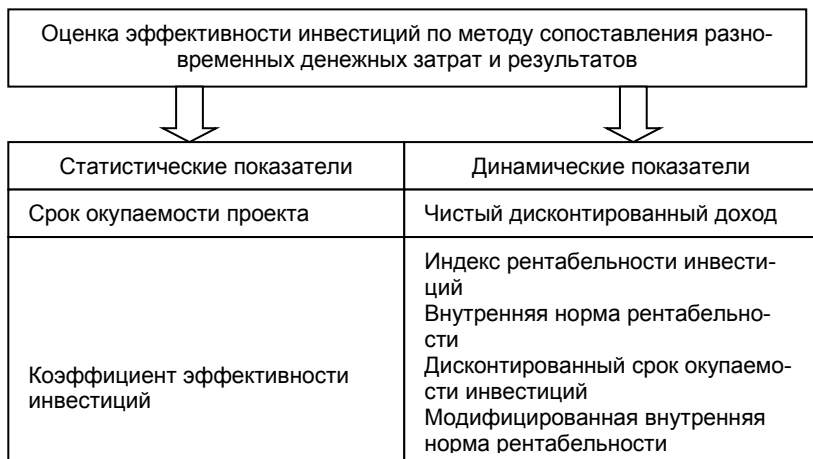 Оценка эффективности инвестиций по методу сопоставления разно-
временных денежных затрат и результатов
Статистические показатели
Динамические показатели
Срок окупаемости проекта
Чистый дисконтированный доход
Коэффициент эффективности
инвестиций
Индекс рентабельности инвести-
ций
Внутренняя норма рентабельно-
сти
Дисконтированный срок окупаемо-
сти инвестиций
Модифицированная внутренняя
норма рентабельности